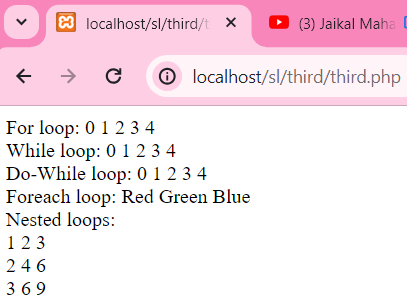 localhost/sl/third/t
(3) Jaikal Maha
localhost/sl/third/third.php
For loop: 0 1 2 3 4
While loop: 0 1 2 3 4
Do-While loop: 0 1 2 3 4
Foreach loop: Red Green Blue
Nested loops:
1 2 3
2 4 6
3 6 9